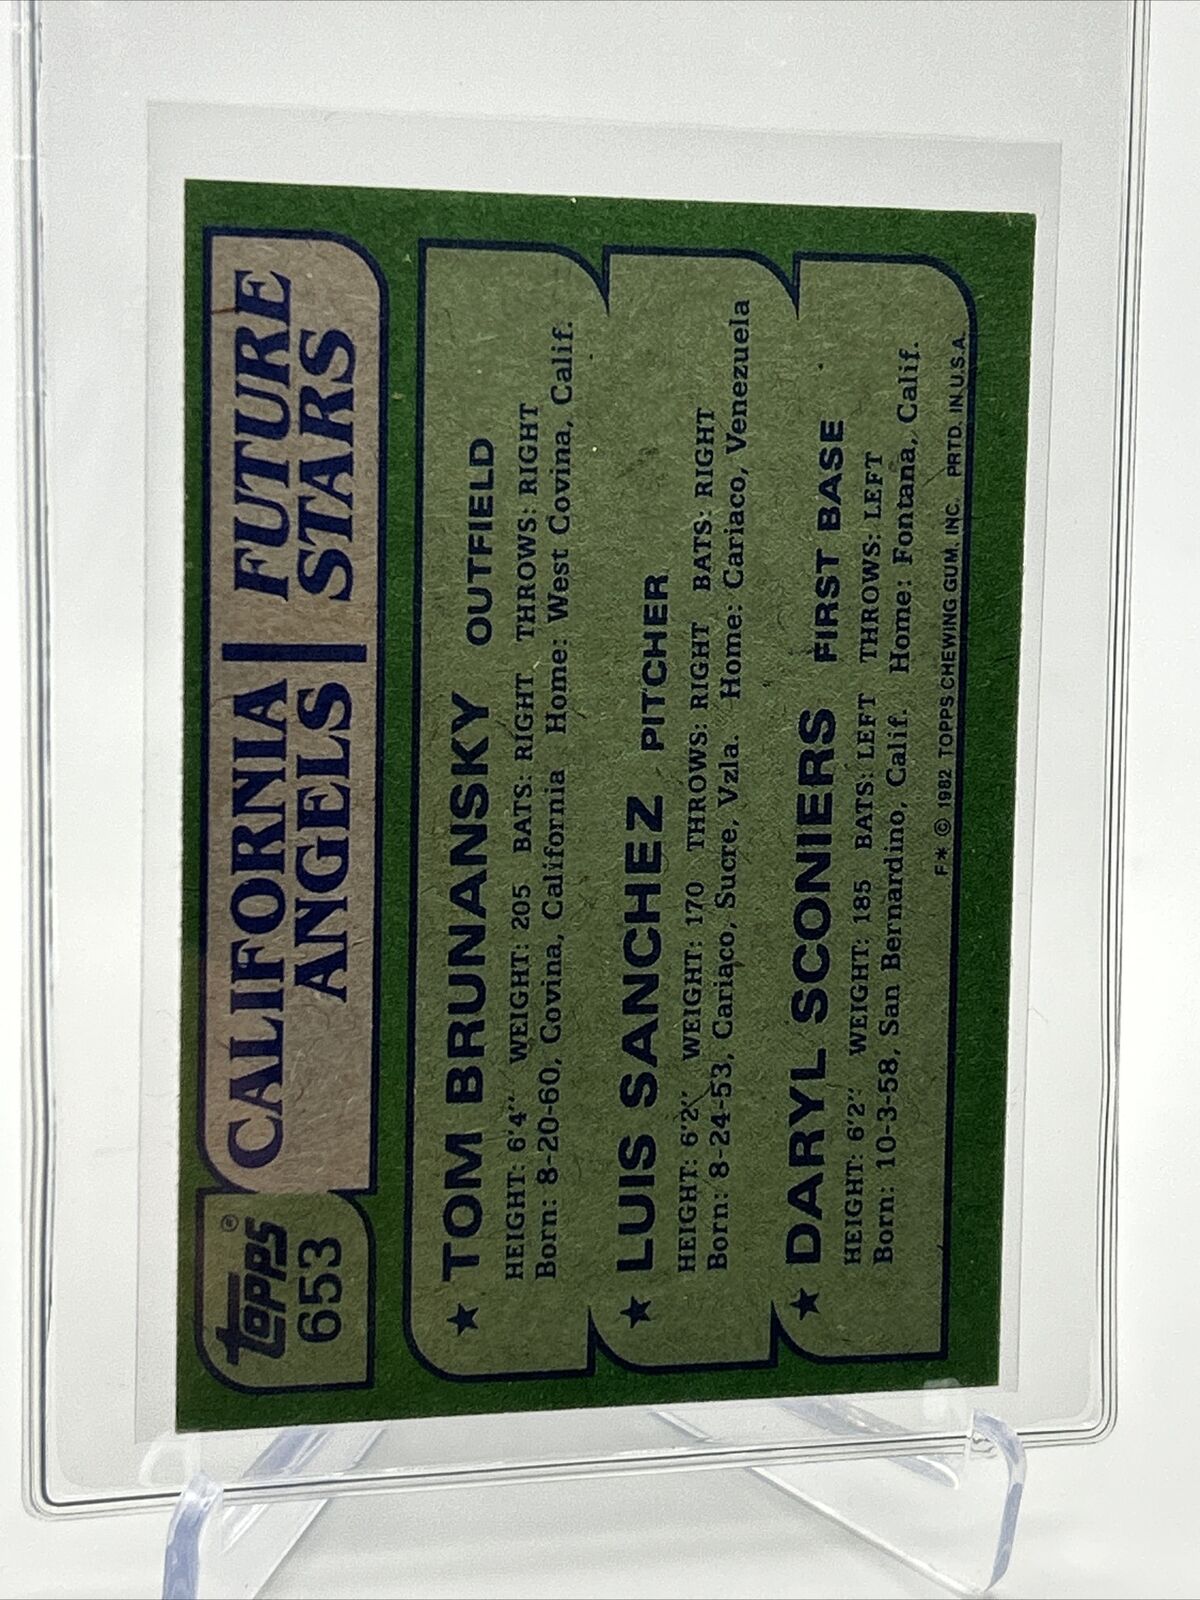 topps®
653
CALIFORNIA ANGELS
FUTURE STARS
★ TOM BRUNANSKY OUTFIELD
HEIGHT: 6'4" WEIGHT: 205 BATS: RIGHT THROWS: RIGHT
Born: 8-20-60, Covina, California Home: West Covina, Calif.
★ LUIS SANCHEZ PITCHER
HEIGHT: 6'2" WEIGHT: 170 THROWS: RIGHT BATS: RIGHT
Born: 8-24-53, Cariaco, Sucre, Vzla. Home: Cariaco, Venezuela
★ DARYL SCONIERS FIRST BASE
HEIGHT: 6'2" WEIGHT: 185 BATS: LEFT THROWS: LEFT
Born: 10-3-58, San Bernardino, Calif. Home: Fontana, Calif.
F* © 1982 TOPPS CHEWING GUM, INC. PRTD. IN U.S.A.